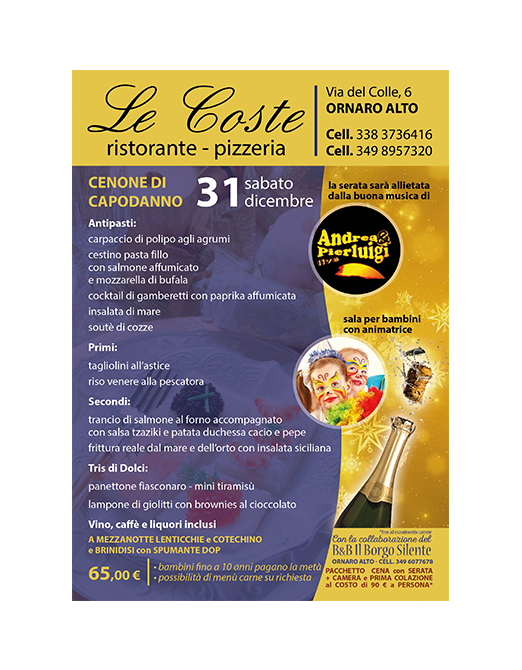 Le Coste
ristorante - pizzeria
Via del Colle, 6
ORNARO ALTO
Cell. 338 3736416
Cell. 349 8957320
CENONE DI
CAPODANNO
31 sabato
dicembre
Antipasti:
carpaccio di polipo agli agrumi
cestino pasta fillo
con salmone affumicato
e mozzarella di bufala
cocktail di gamberetti con paprika affumicata
insalata di mare
soutè di cozze
Primi:
tagliolini all'astice
riso venere alla pescatora
Secondi:
trancio di salmone al forno accompagnato
con salsa tzaziki e patata duchessa cacio e pepe
frittura reale dal mare e dell'orto con insalata siciliana
Tris di Dolci:
panettone fiasconaro - mini tiramisù
lampone di giolitti con brownies al cioccolato
Vino, caffè e liquori inclusi
A MEZZANOTTE LENTICCHIE e COTECHINO
e BRINIDISI con SPUMANTE DOP
65,00 €
• bambini fino a 10 anni pagano la metà
• possibilità di menù carne su richiesta
la serata sarà allietata
dalla buona musica di
Andrea &
Pierluigi
sala per bambini
con animatrice
*fino ad esaurimento camere
Con la collaborazione del
B&B Il Borgo Silente
ORNARO ALTO - CELL. 349 6077678
PACCHETTO CENA con SERATA
+ CAMERA e PRIMA COLAZIONE
al COSTO di 90 € a PERSONA*